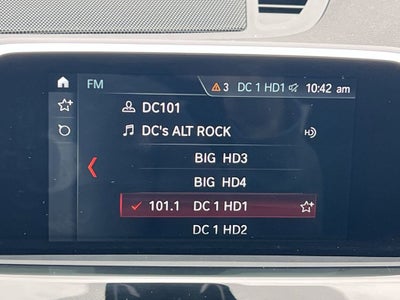 FM 3 DC 1 HD1 10:42 am
DC101
DC's ALT ROCK
BIG HD3
BIG HD4
101.1 DC 1 HD1
DC 1 HD2